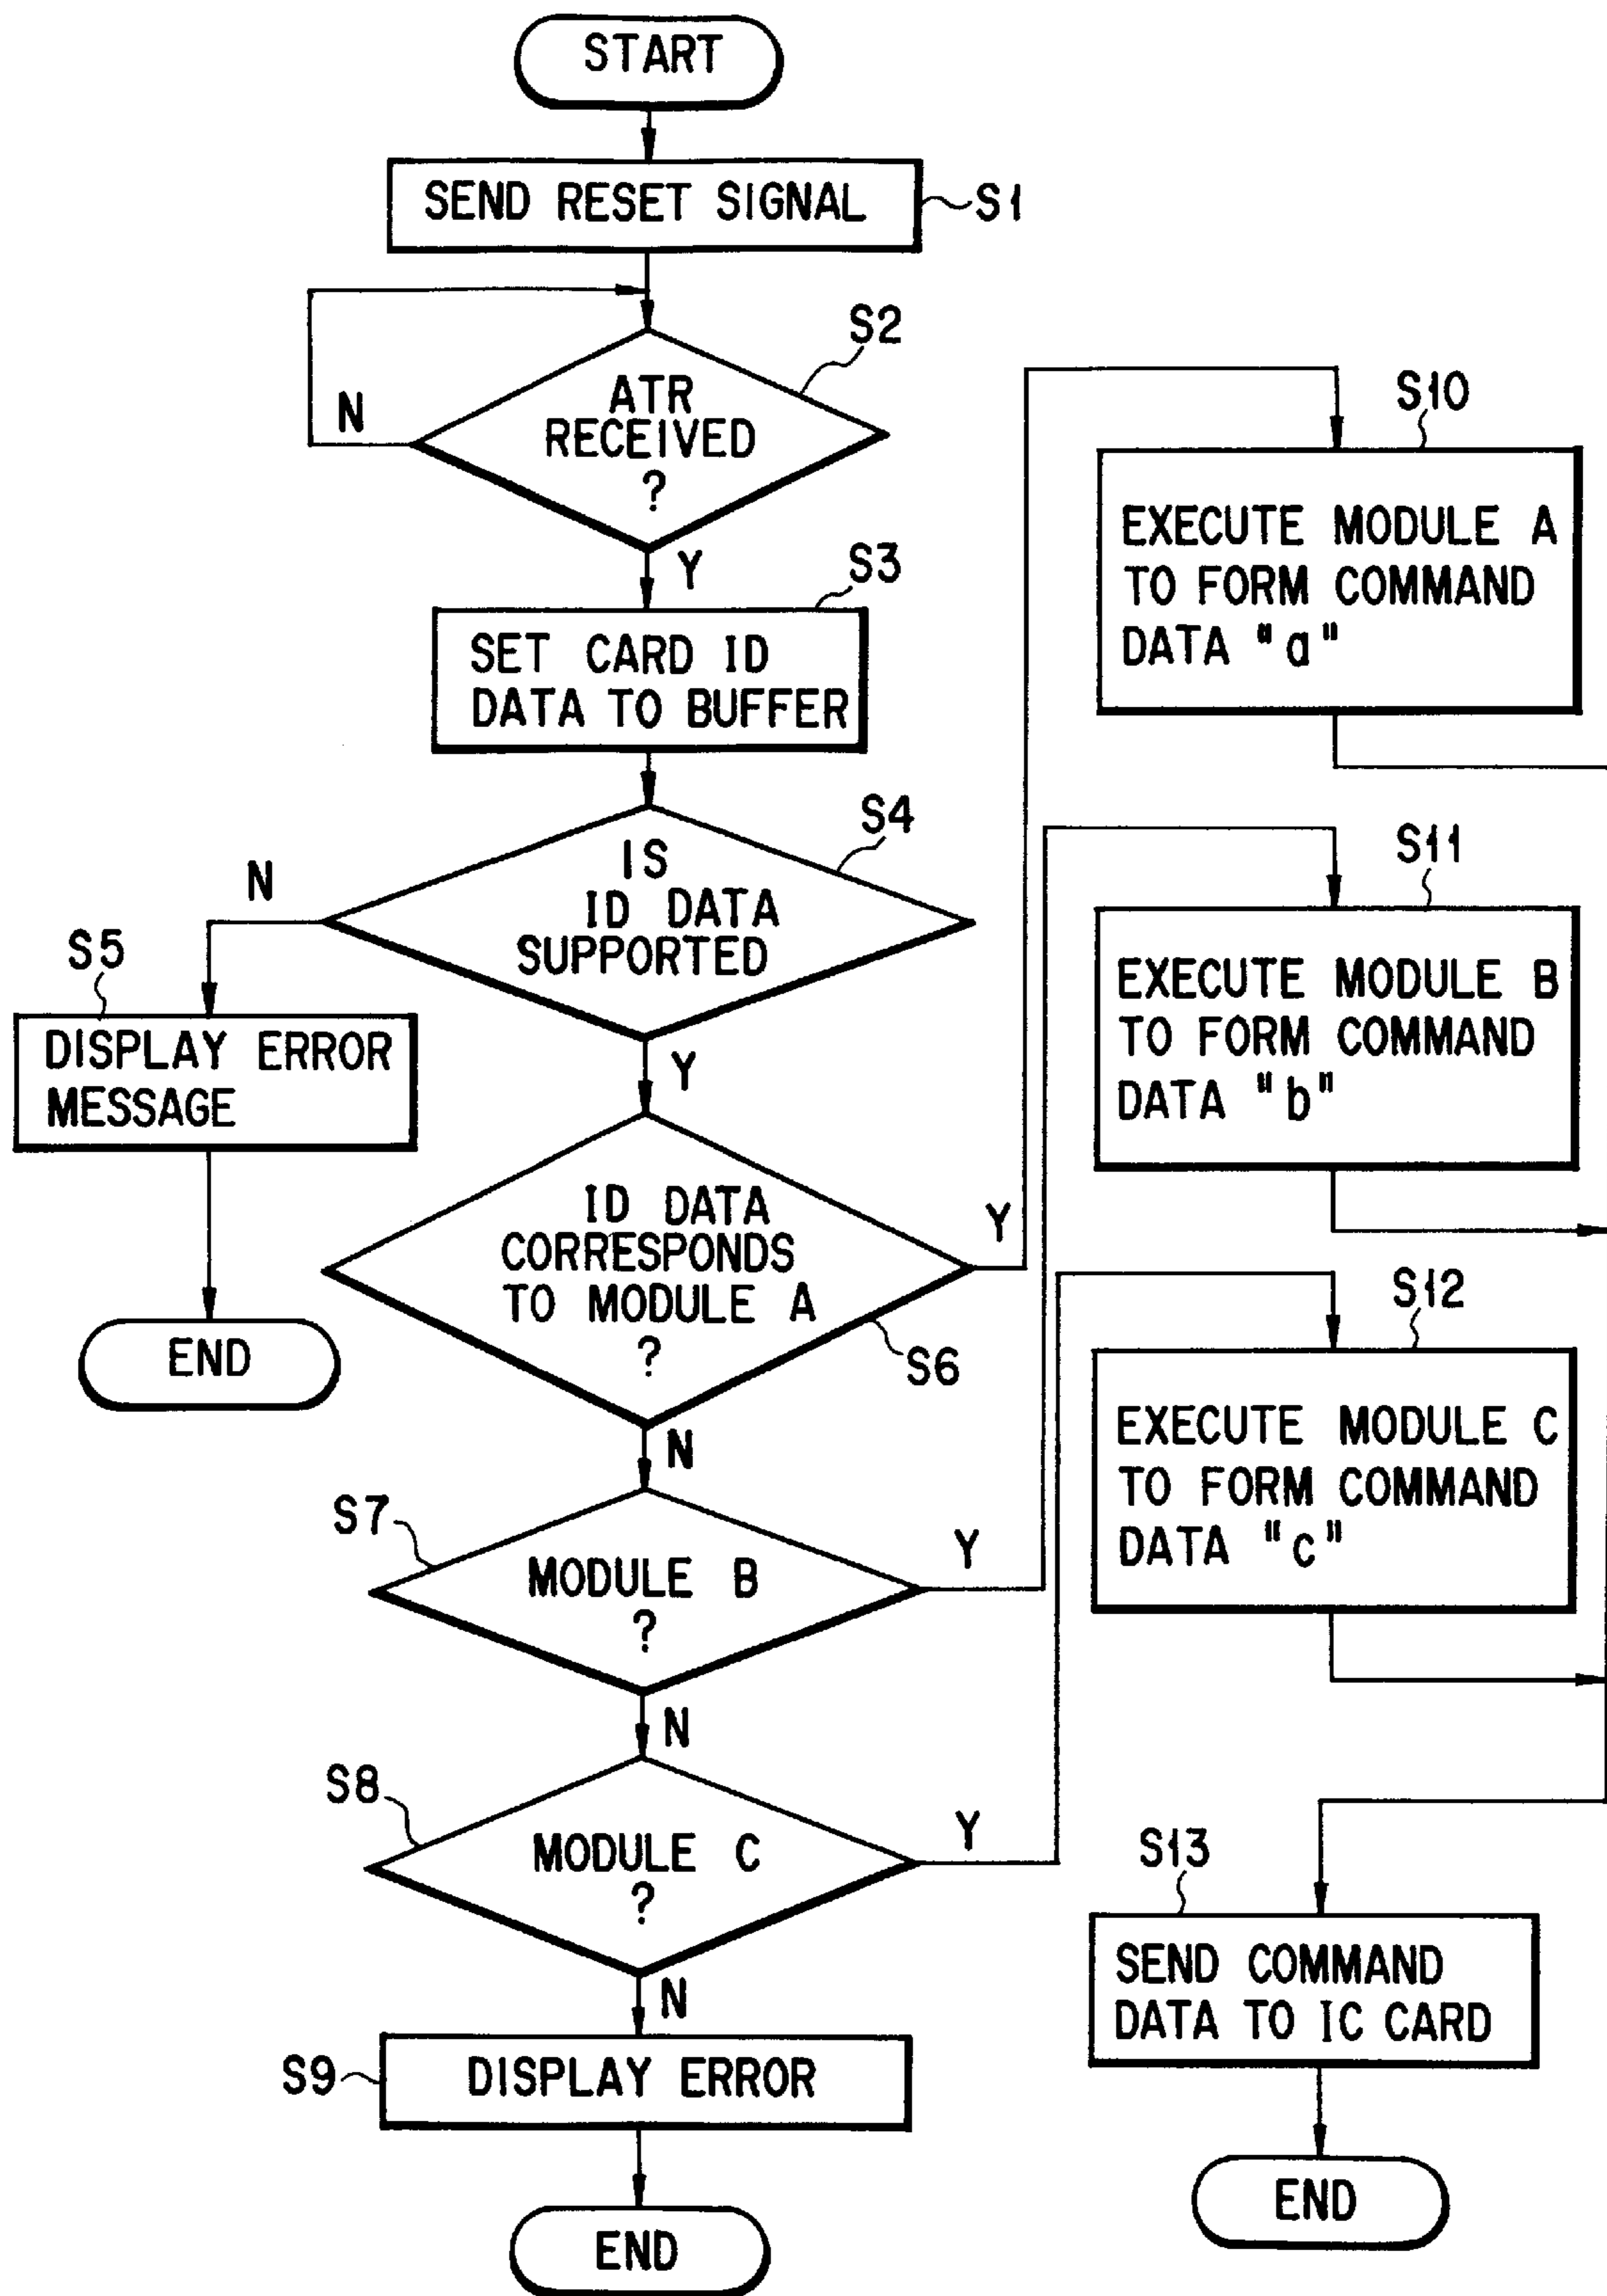 START
SEND RESET SIGNAL
S1
S2
ATR
RECEIVED
?
N
Y
S3
SET CARD ID
DATA TO BUFFER
S4
IS
ID DATA
SUPPORTED
N
Y
S5
DISPLAY ERROR
MESSAGE
END
ID DATA
CORRESPONDS
TO MODULE A
?
Y
S6
N
S7
MODULE B
?
Y
N
S8
MODULE C
?
Y
N
S9
DISPLAY ERROR
END
S10
EXECUTE MODULE A
TO FORM COMMAND
DATA "a"
S11
EXECUTE MODULE B
TO FORM COMMAND
DATA "b"
S12
EXECUTE MODULE C
TO FORM COMMAND
DATA "c"
S13
SEND COMMAND
DATA TO IC CARD
END